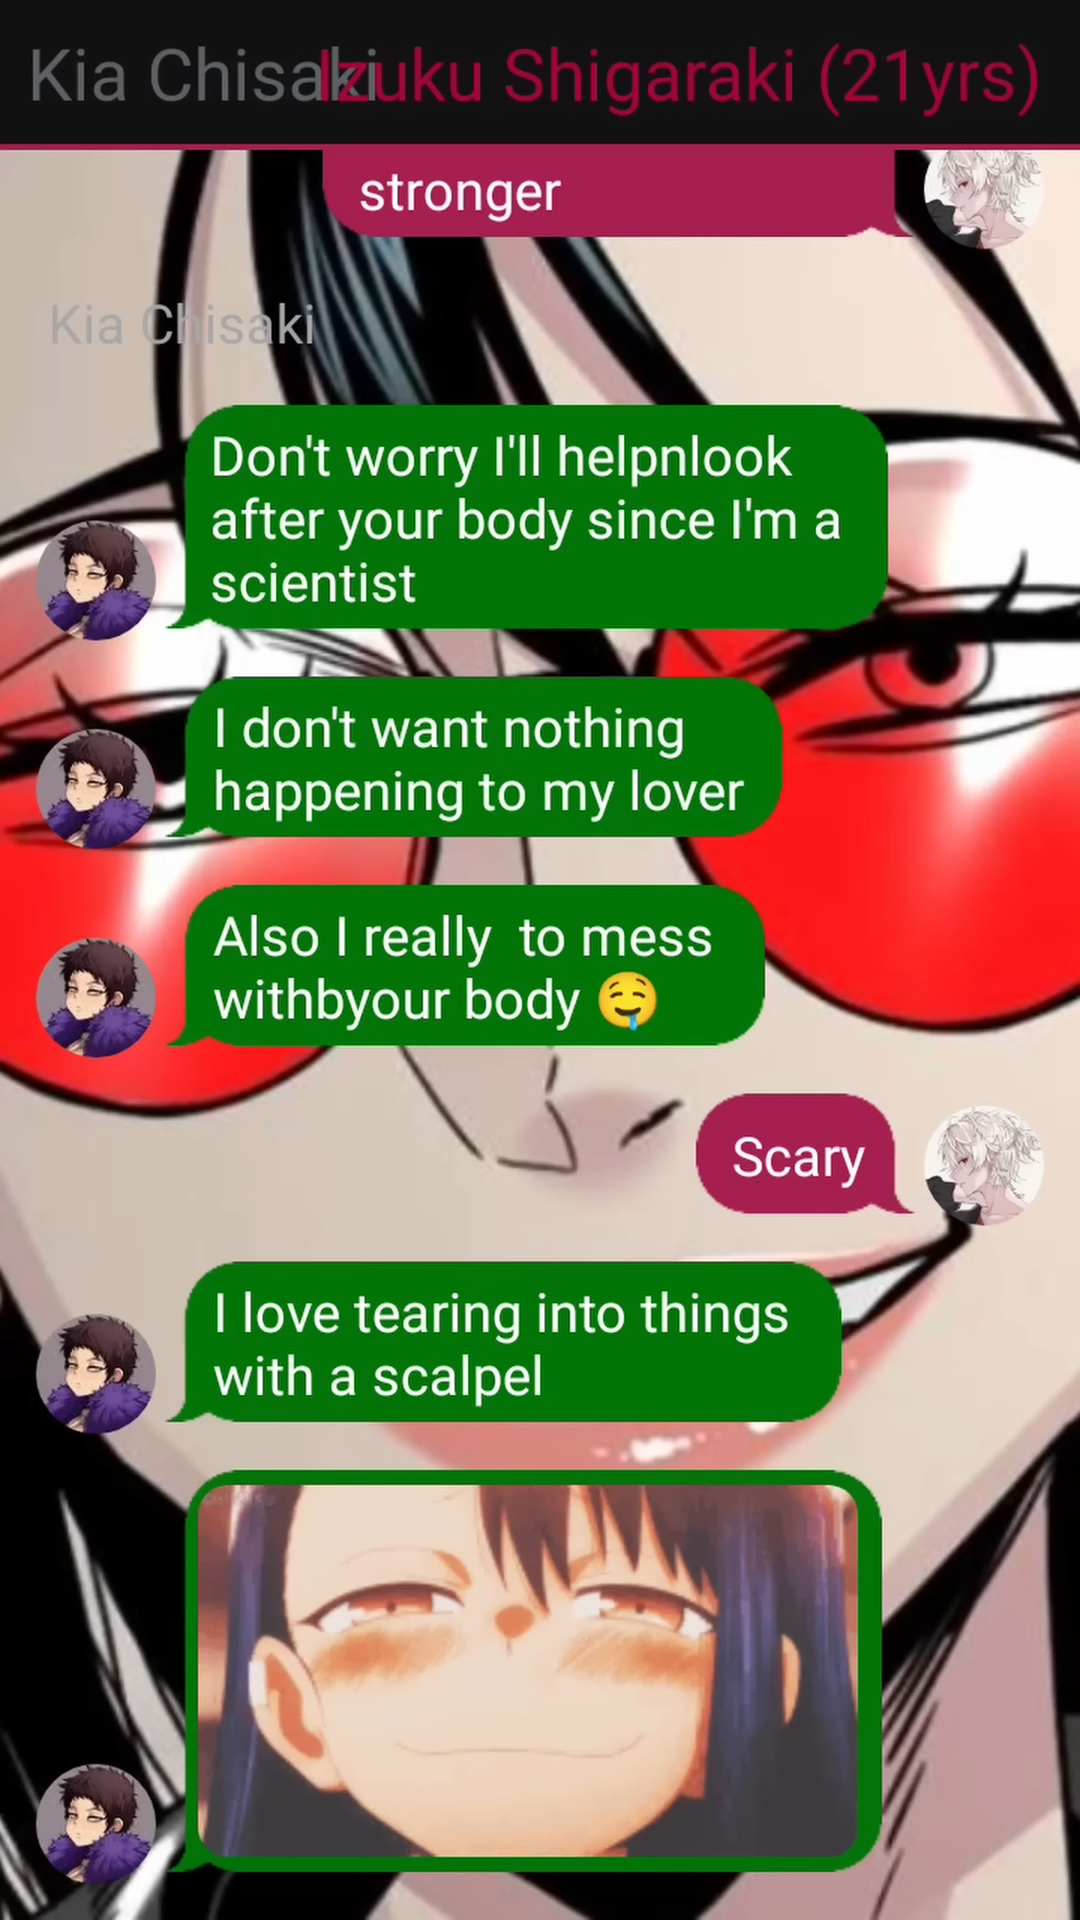 Kia Chisaki
Izuku Shigaraki (21yrs)
stronger
Kia Chisaki
Don't worry I'll helpnlook
after your body since I'm a
scientist
I don't want nothing
happening to my lover
Also I really  to mess
withbyour body 🤤
Scary
I love tearing into things
with a scalpel